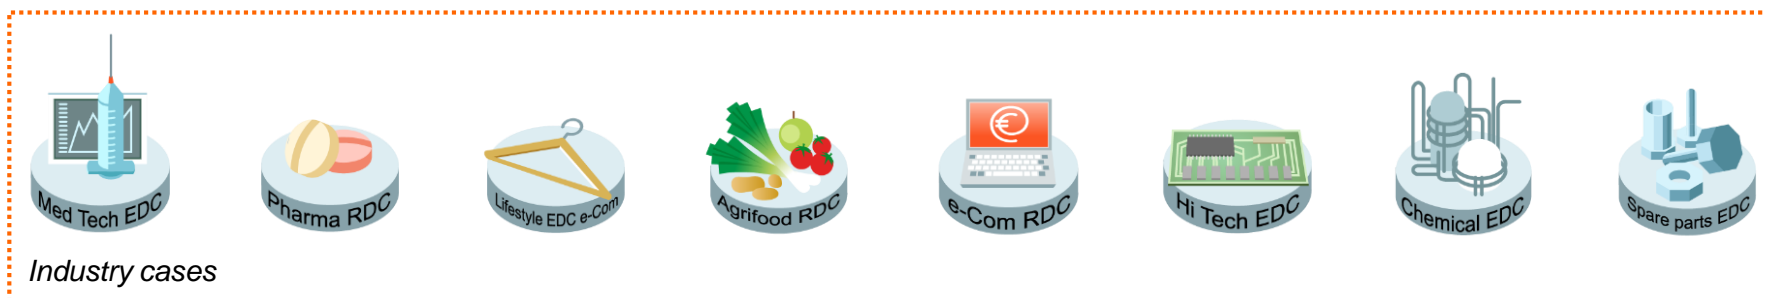 Med Tech EDC
Pharma RDC
Lifestyle EDC e-Com
Agrifood RDC
e-Com RDC
Hi Tech EDC
Chemical EDC
Spare parts EDC
Industry cases